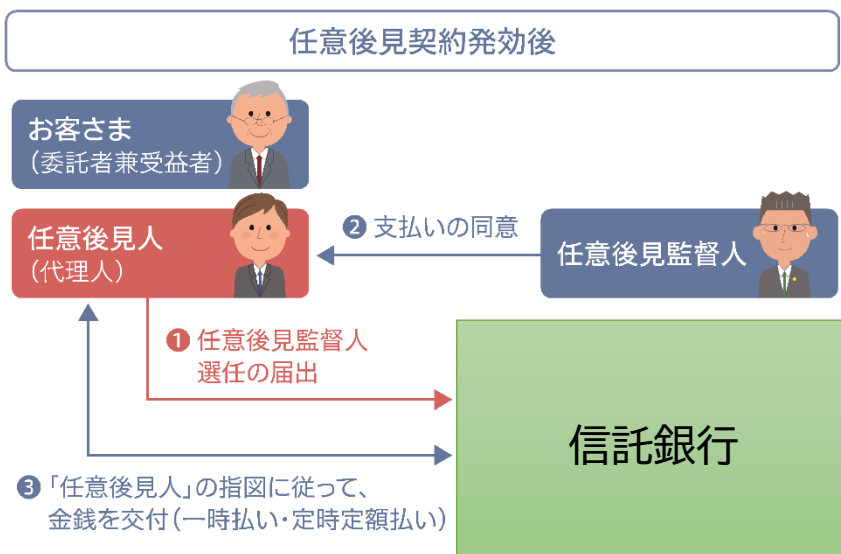 任意後見契約発効後
お客さま
（委託者兼受益者）
任意後見人
（代理人）
❷ 支払いの同意
任意後見監督人
❶ 任意後見監督人
選任の届出
信託銀行
❸「任意後見人」の指図に従って、
金銭を交付（一時払い・定時定額払い）